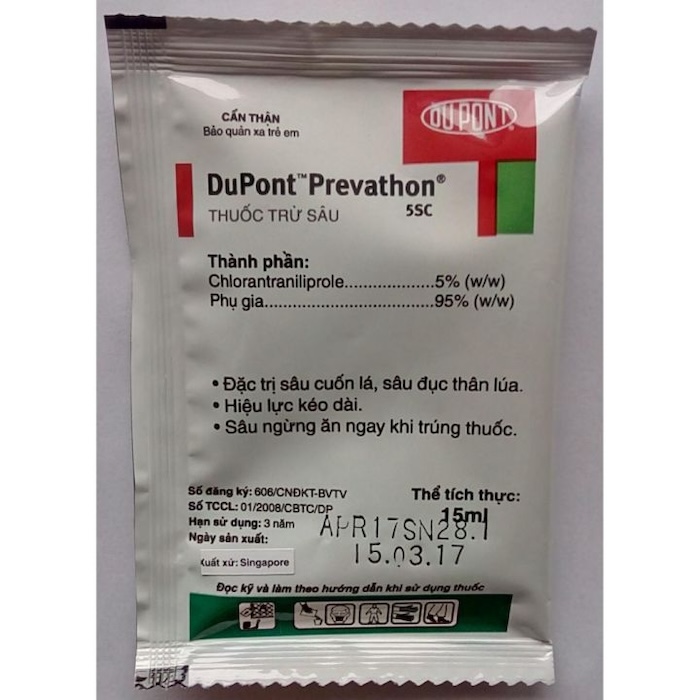 CẨN THẬN
Bảo quản xa trẻ em
DU PONT
DuPont™ Prevathon®
5SC
THUỐC TRỪ SÂU
Thành phần:
Chlorantraniliprole...................5% (w/w)
Phụ gia....................................95% (w/w)
• Đặc trị sâu cuốn lá, sâu đục thân lúa.
• Hiệu lực kéo dài.
• Sâu ngừng ăn ngay khi trúng thuốc.
Số đăng ký: 606/CNĐKT-BVTV
Số TCCL: 01/2008/CBTC/DP
Hạn sử dụng: 3 năm
Ngày sản xuất:
Xuất xứ: Singapore
Thể tích thực:
15ml
APR17SN28.1
15.03.17
Đọc kỹ và làm theo hướng dẫn khi sử dụng thuốc